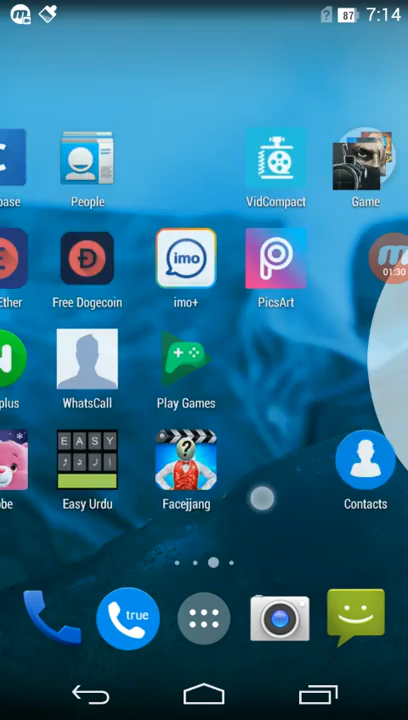 87 7:14
base People VidCompact Game
Ether Free Dogecoin imo+ PicsArt
imo
01:30
plus WhatsCall Play Games
EASY
be Easy Urdu Facejjang Contacts
true